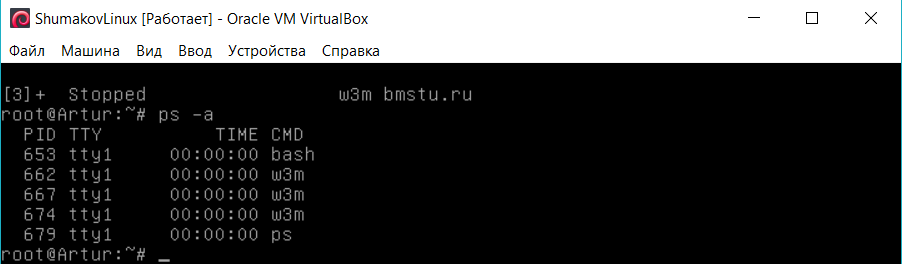 ShumakovLinux [Работает] - Oracle VM VirtualBox
Файл Машина Вид Ввод Устройства Справка
[3]+  Stopped                 w3m bmstu.ru
root@Artur:~# ps -a
  PID TTY          TIME CMD
  653 tty1     00:00:00 bash
  662 tty1     00:00:00 w3m
  667 tty1     00:00:00 w3m
  674 tty1     00:00:00 w3m
  679 tty1     00:00:00 ps
root@Artur:~# _